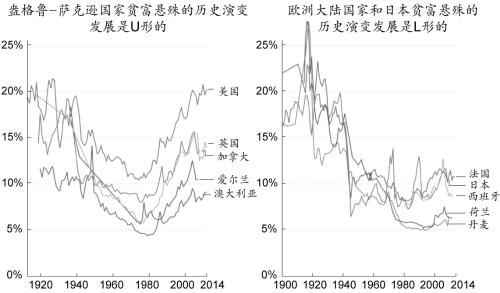 盎格鲁-萨克逊国家贫富悬殊的历史演变
发展是U形的
25%
20%
15%
10%
5%
0%
美国
英国
加拿大
爱尔兰
澳大利亚
1920 1940 1960 1980 2000 2014
欧洲大陆国家和日本贫富悬殊的
历史演变发展是L形的
25%
20%
15%
10%
5%
0%
法国
日本
西班牙
荷兰
丹麦
1900 1920 1940 1960 1980 2000 2014